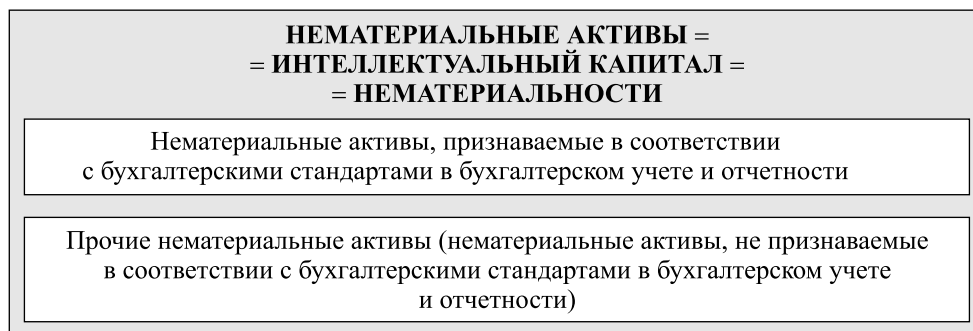 НЕМАТЕРИАЛЬНЫЕ АКТИВЫ =
= ИНТЕЛЛЕКТУАЛЬНЫЙ КАПИТАЛ =
= НЕМАТЕРИАЛЬНОСТИ
Нематериальные активы, признаваемые в соответствии
с бухгалтерскими стандартами в бухгалтерском учете и отчетности
Прочие нематериальные активы (нематериальные активы, не признаваемые
в соответствии с бухгалтерскими стандартами в бухгалтерском учете
и отчетности)